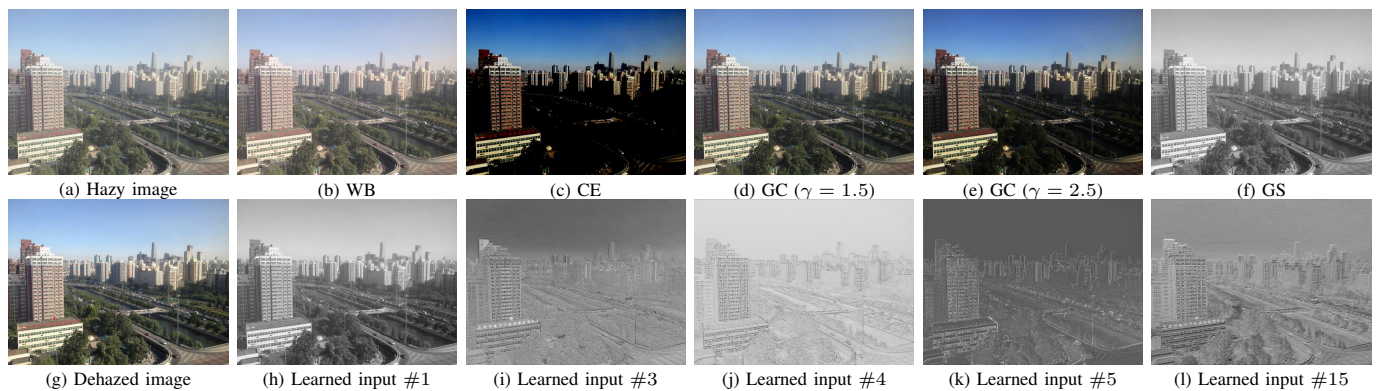 (a) Hazy image
(b) WB
(c) CE
(d) GC (γ = 1.5)
(e) GC (γ = 2.5)
(f) GS
(g) Dehazed image
(h) Learned input #1
(i) Learned input #3
(j) Learned input #4
(k) Learned input #5
(l) Learned input #15